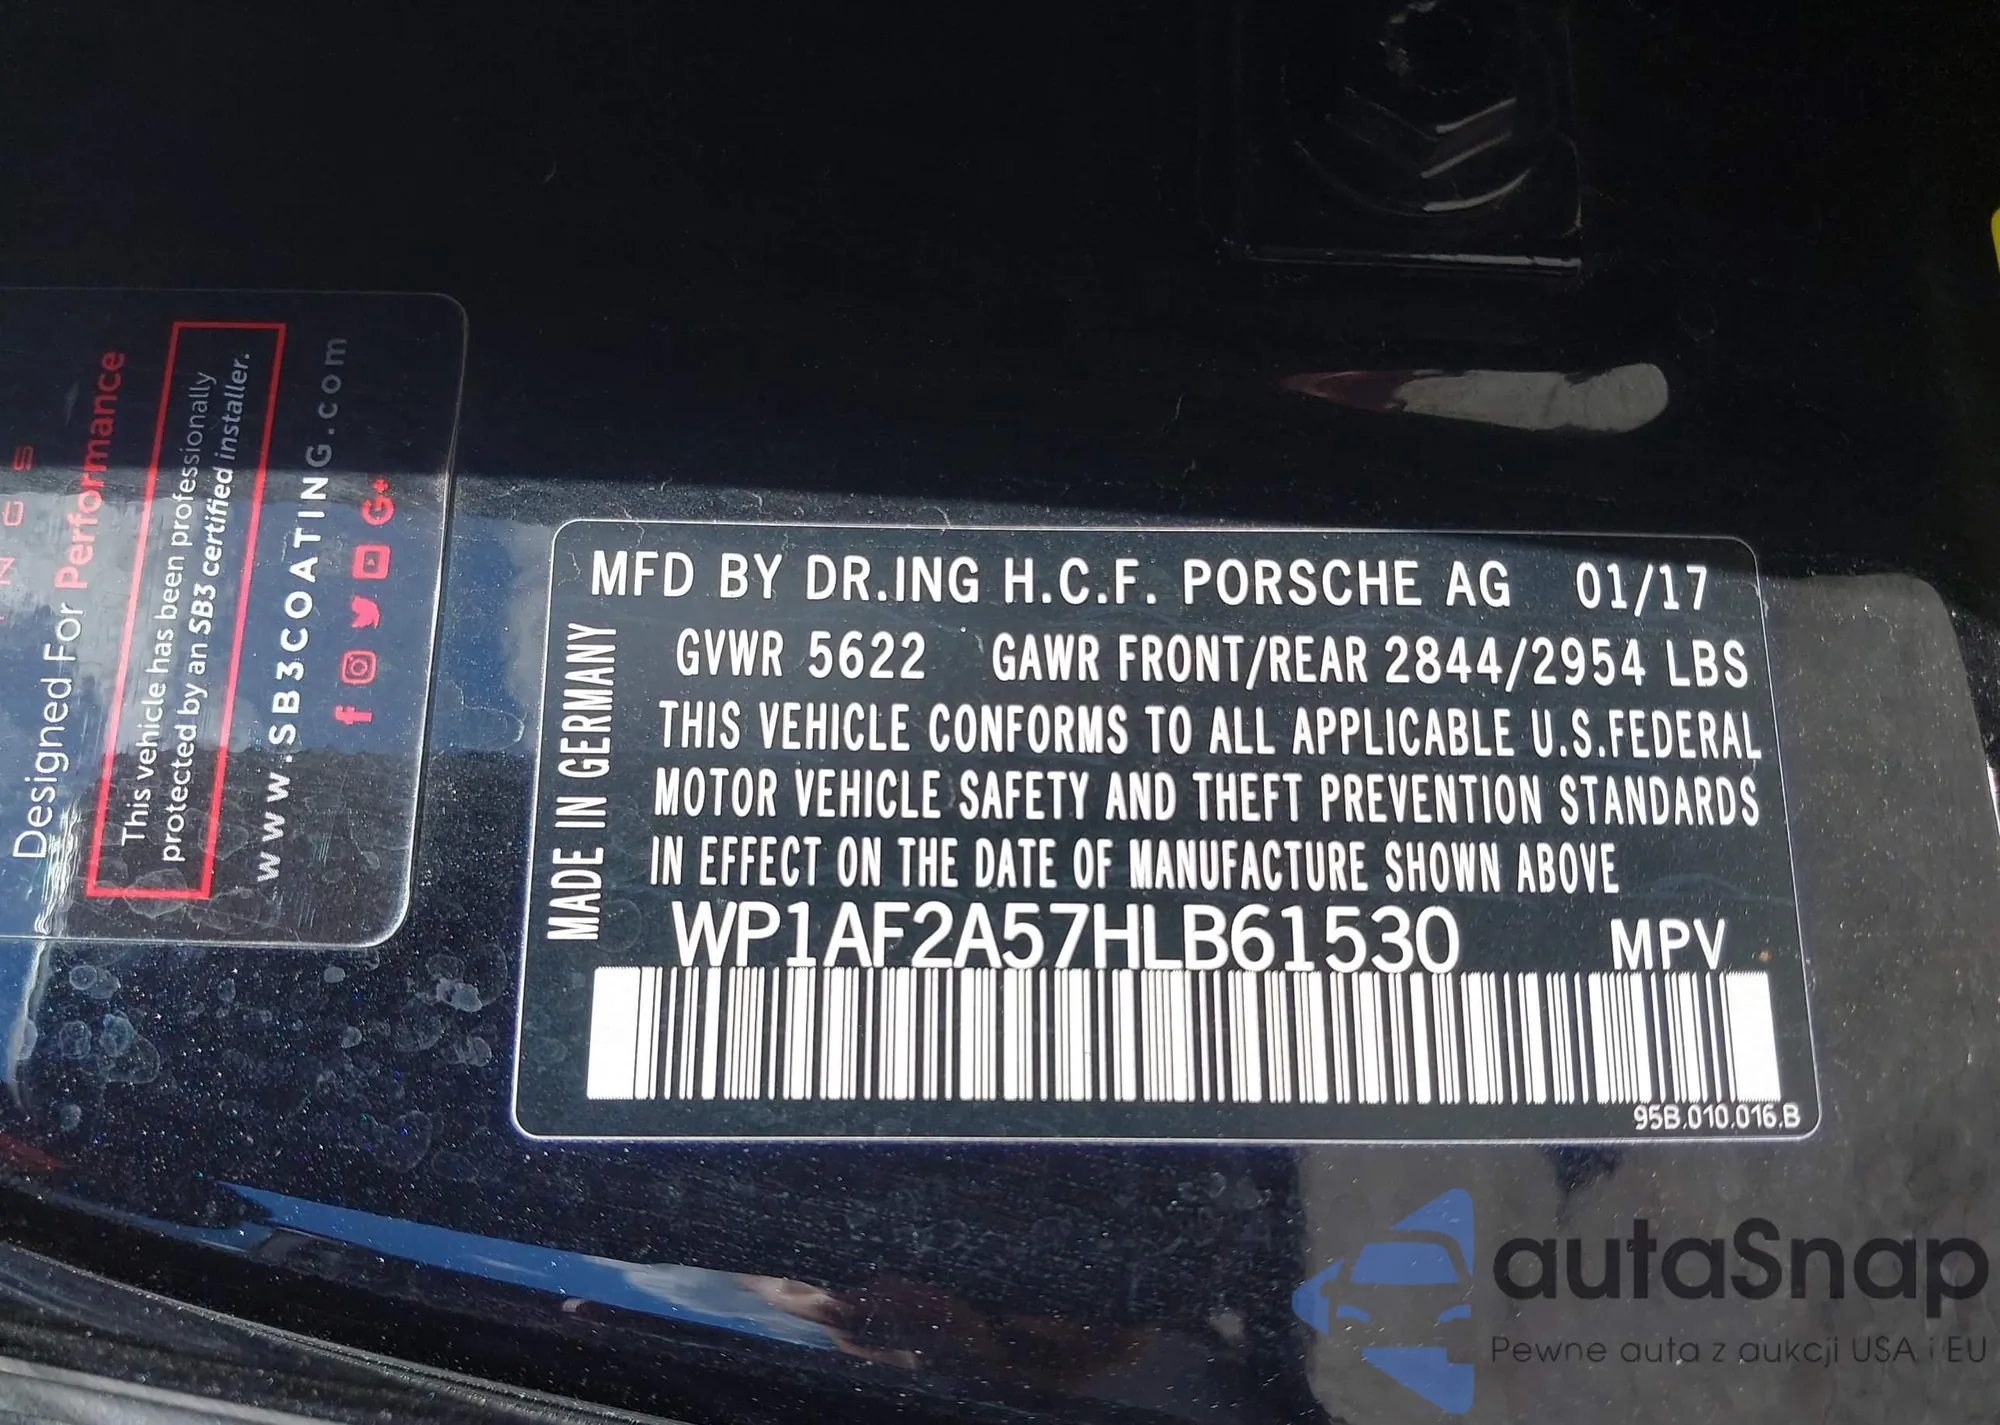 N G S
Designed For Performance
This vehicle has been professionally
protected by an SB3 certified installer.
www.SB3COATING.com
MFD BY DR.ING H.C.F. PORSCHE AG 01/17
MADE IN GERMANY
GVWR 5622 GAWR FRONT/REAR 2844/2954 LBS
THIS VEHICLE CONFORMS TO ALL APPLICABLE U.S.FEDERAL
MOTOR VEHICLE SAFETY AND THEFT PREVENTION STANDARDS
IN EFFECT ON THE DATE OF MANUFACTURE SHOWN ABOVE
WP1AF2A57HLB61530 MPV
95B.010.016.B
autaSnap
Pewne auta z aukcji USA i EU